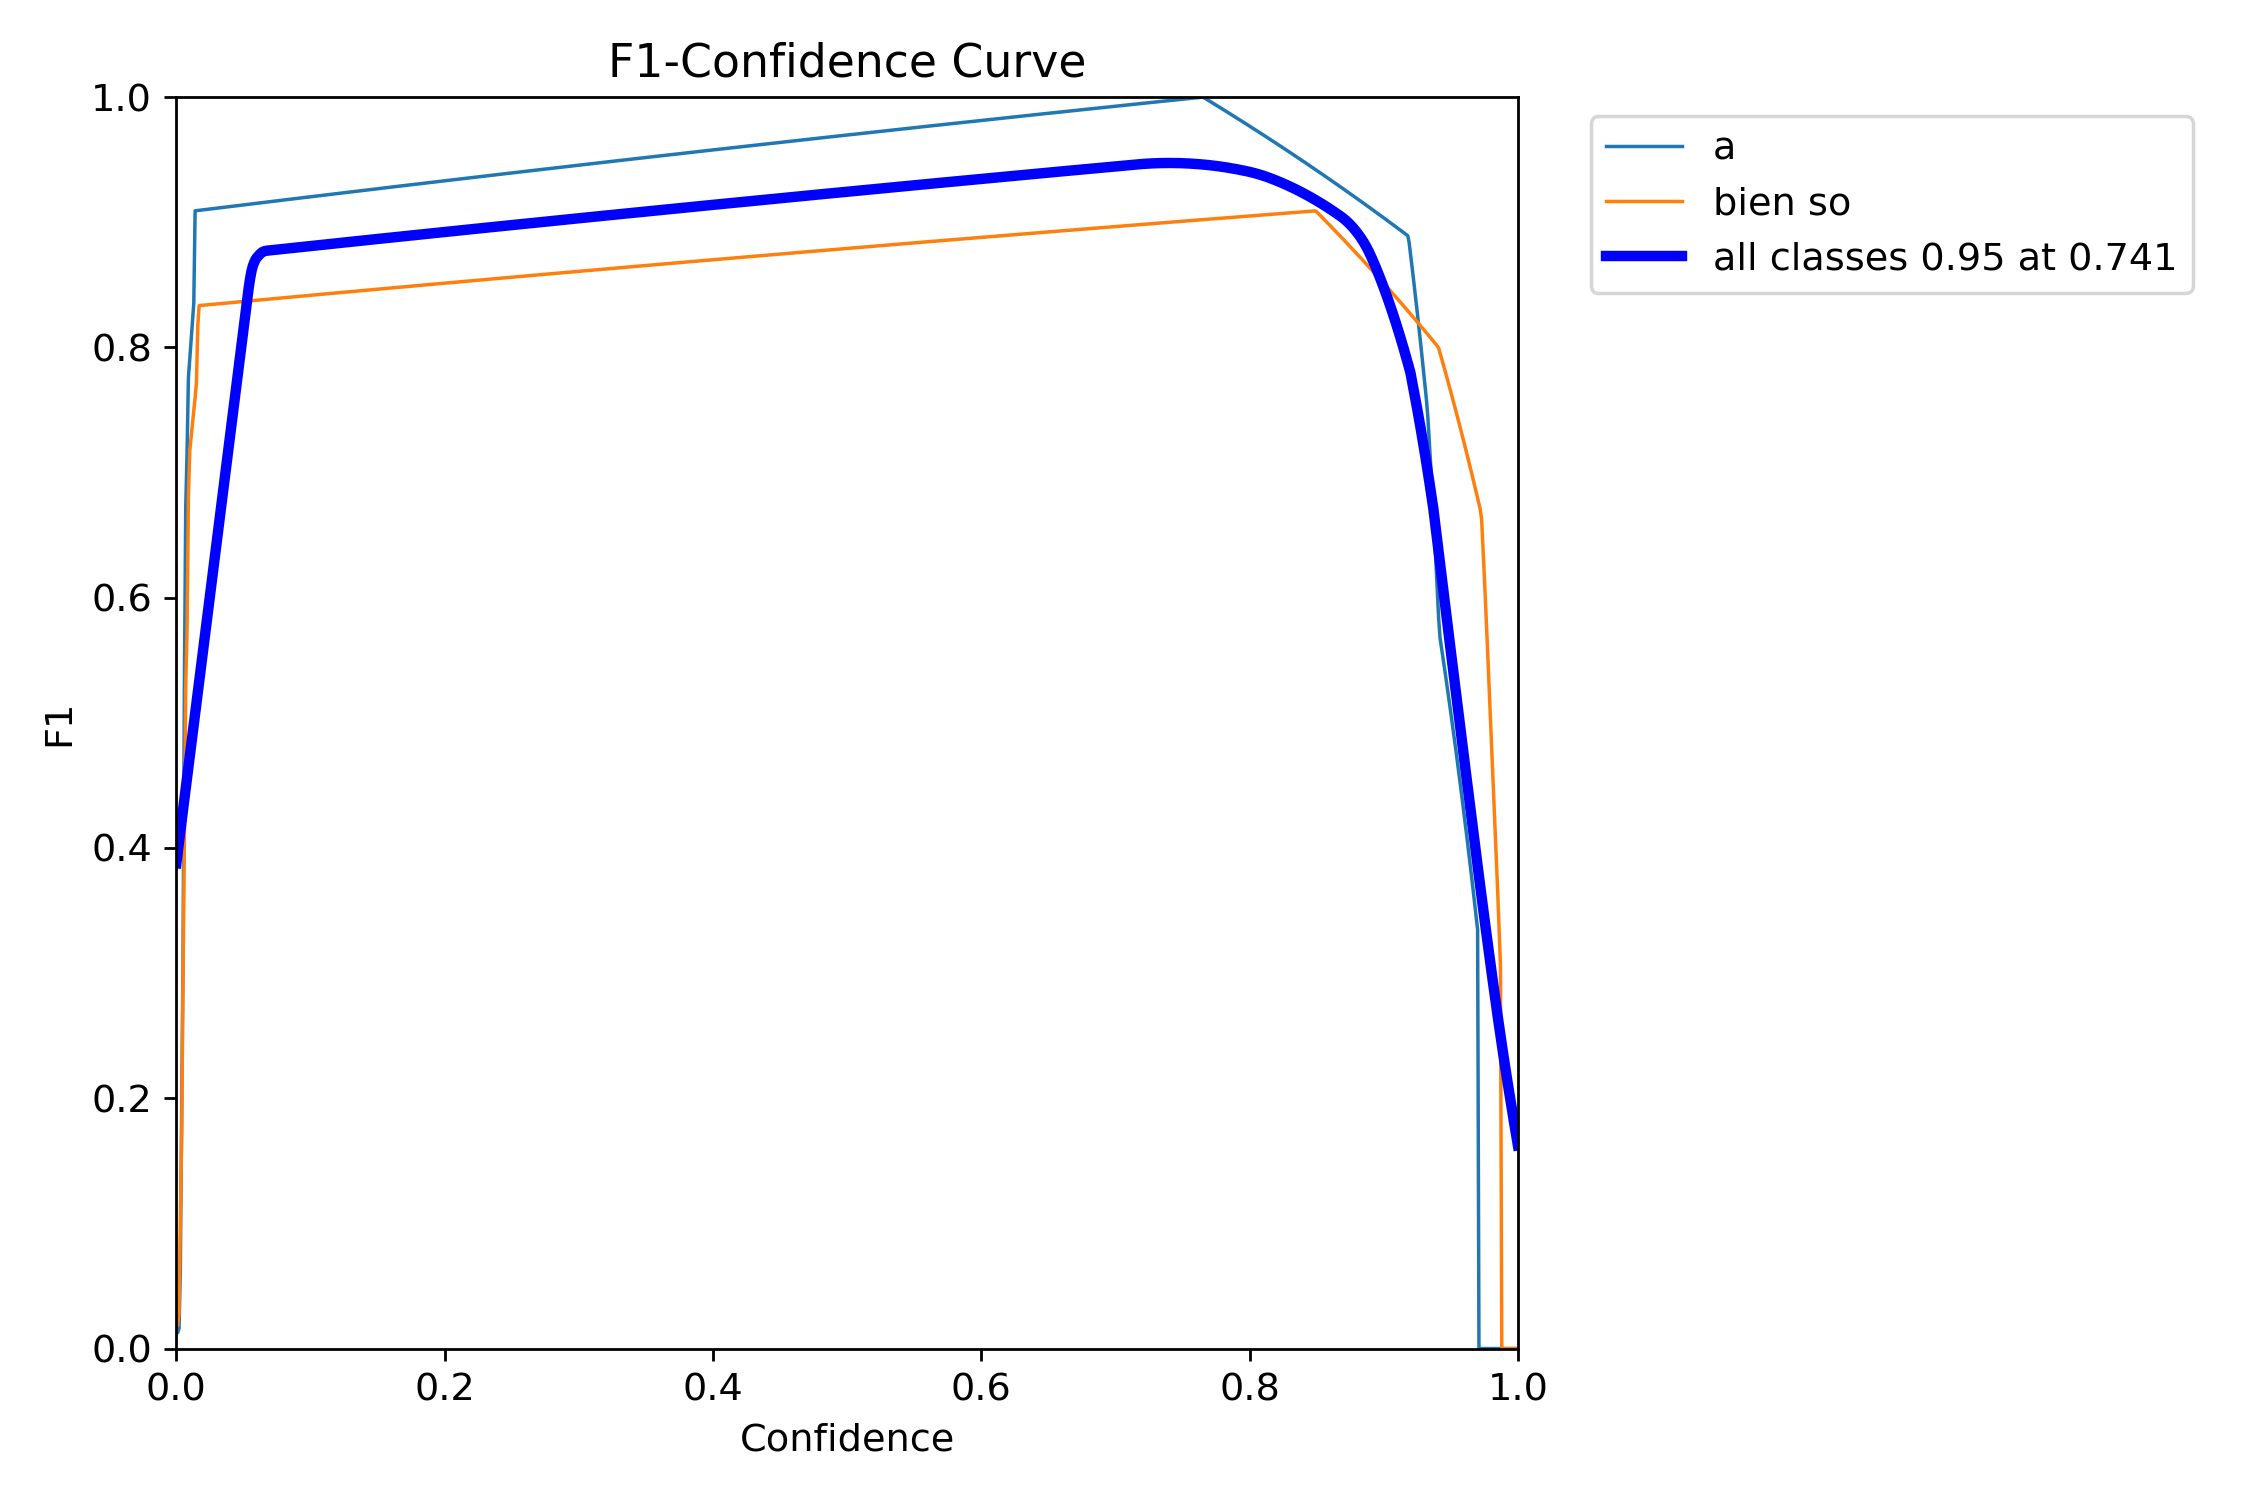 F1-Confidence Curve
1.0
0.8
0.6
0.4
0.2
0.0
F1
0.0 0.2 0.4 0.6 0.8 1.0
Confidence
a
bien so
all classes 0.95 at 0.741